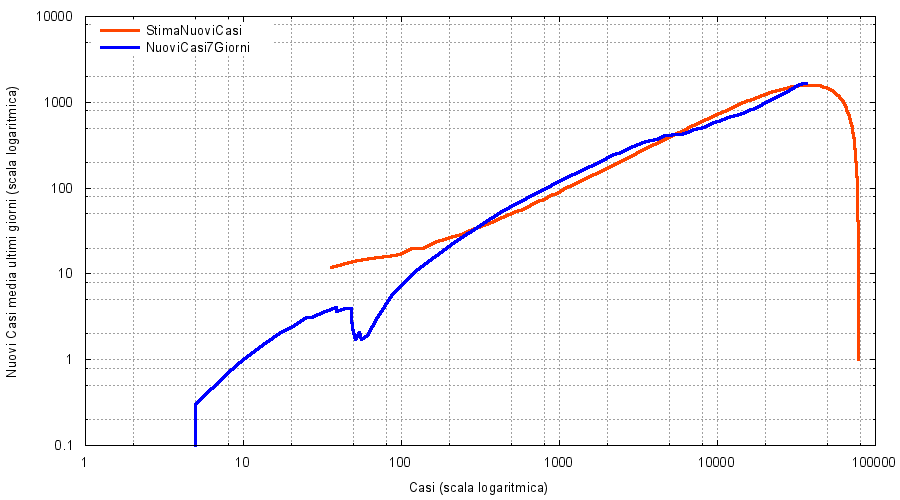 10000
1000
100
10
1
0.1
StimaNuoviCasi
NuoviCasi7Giorni
Nuovi Casi media ultimi giorni (scala logaritmica)
1 10 100 1000 10000 100000
Casi (scala logaritmica)